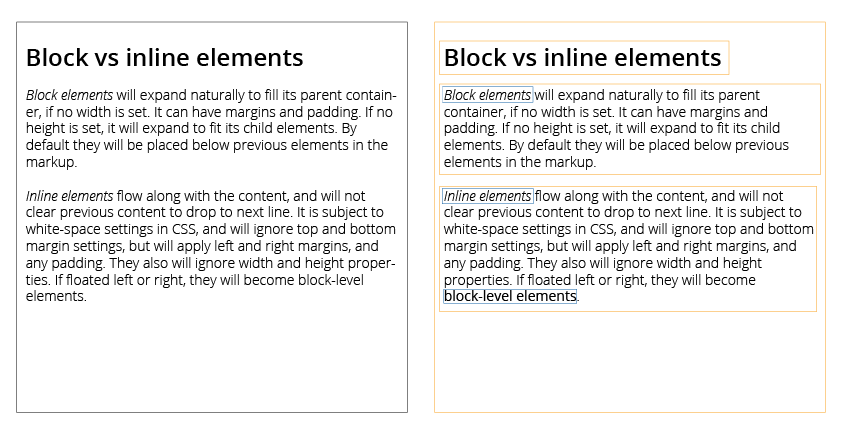 Block vs inline elements
Block elements will expand naturally to fill its parent contain-
er, if no width is set. It can have margins and padding. If no
height is set, it will expand to fit its child elements. By
default they will be placed below previous elements in the
markup.
Inline elements flow along with the content, and will not
clear previous content to drop to next line. It is subject to
white-space settings in CSS, and will ignore top and bottom
margin settings, but will apply left and right margins, and
any padding. They also will ignore width and height proper-
ties. If floated left or right, they will become block-level
elements.
Block vs inline elements
Block elements will expand naturally to fill its parent
container, if no width is set. It can have margins and
padding. If no height is set, it will expand to fit its child
elements. By default they will be placed below previous
elements in the markup.
Inline elements flow along with the content, and will not
clear previous content to drop to next line. It is subject to
white-space settings in CSS, and will ignore top and bottom
margin settings, but will apply left and right margins, and
any padding. They also will ignore width and height
properties. If floated left or right, they will become
block-level elements.